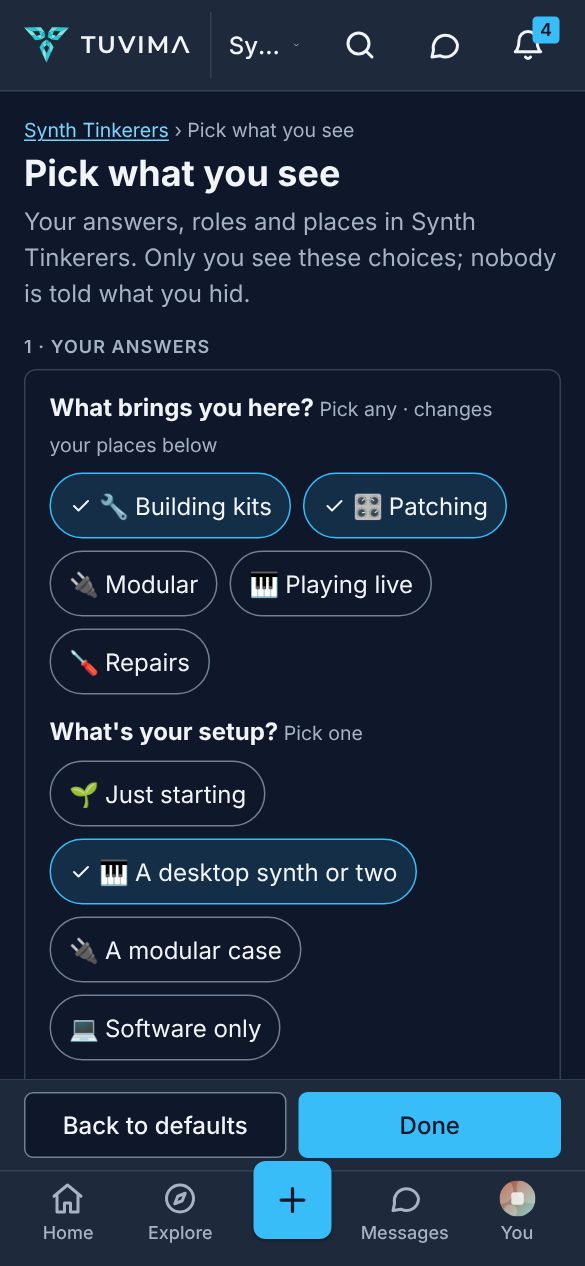 TUVIMA
Sy...
4
Synth Tinkerers › Pick what you see
Pick what you see
Your answers, roles and places in Synth
Tinkerers. Only you see these choices; nobody
is told what you hid.
1 · YOUR ANSWERS
What brings you here? Pick any · changes
your places below
✓ 🔧 Building kits
✓ 🎛️ Patching
🔌 Modular
🎹 Playing live
🪛 Repairs
What's your setup? Pick one
🌱 Just starting
✓ 🎹 A desktop synth or two
🔌 A modular case
💻 Software only
Back to defaults
Done
Home
Explore
+
Messages
You